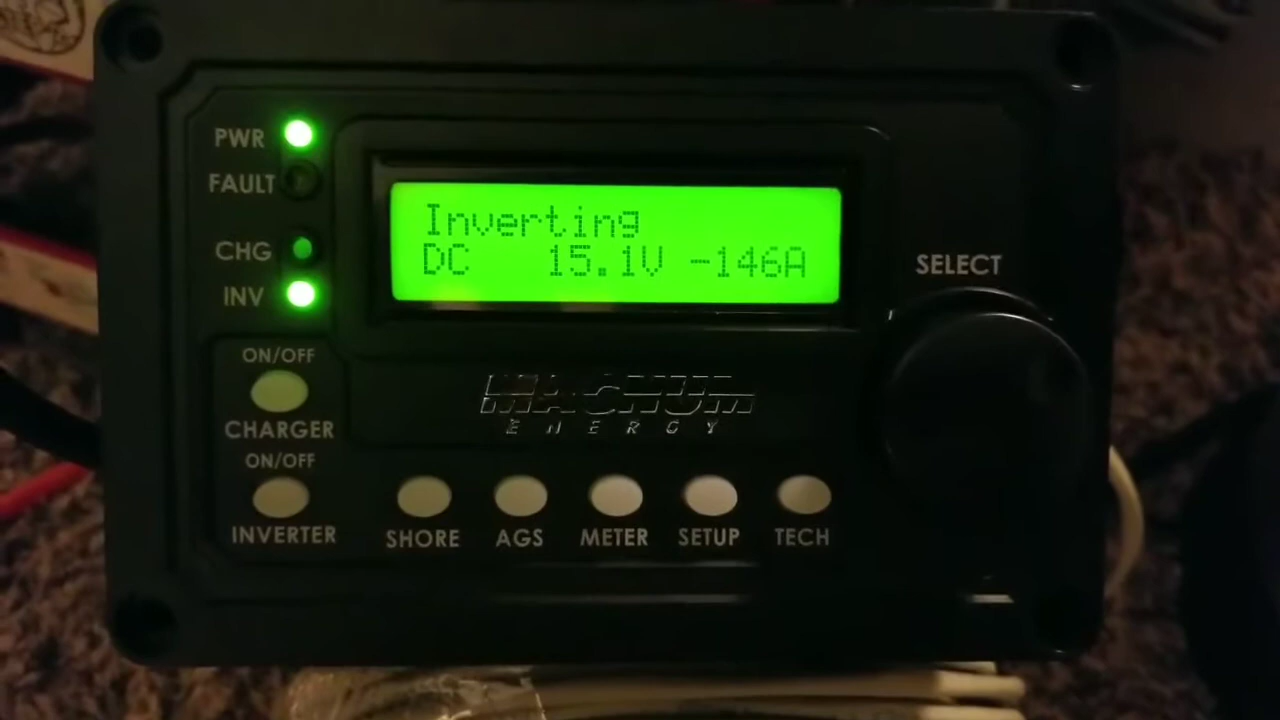 PWR
FAULT
CHG
INV
Inverting
DC 15.1V -146A
SELECT
ON/OFF
CHARGER
ON/OFF
INVERTER
MAGNUM
ENERGY
SHORE
AGS
METER
SETUP
TECH